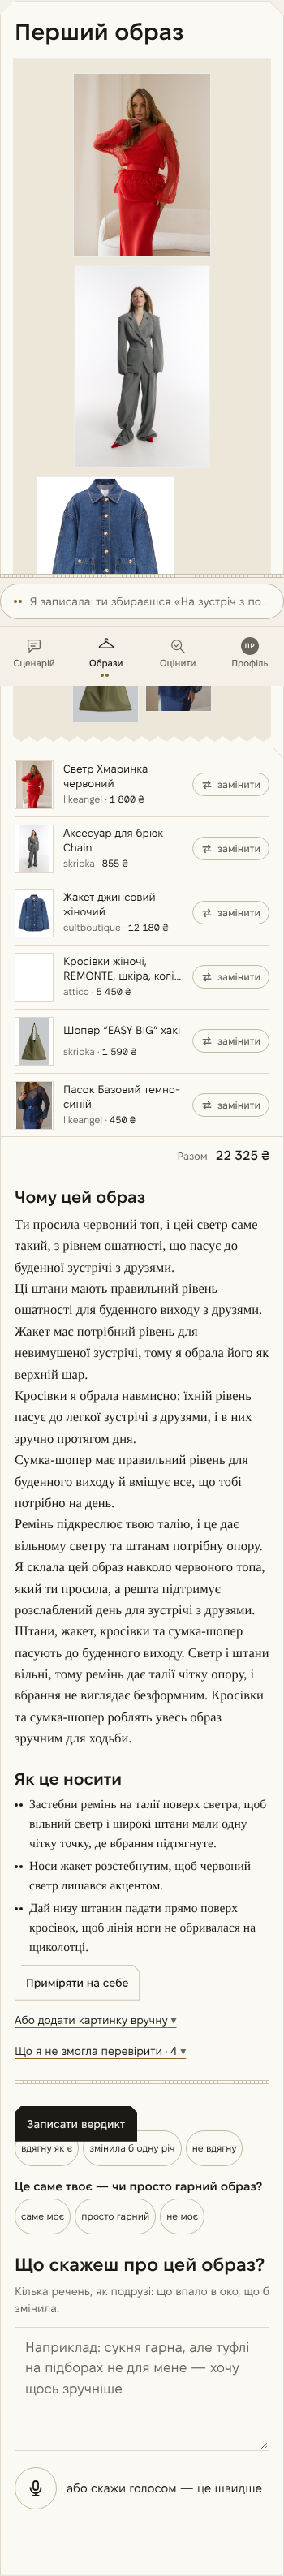 Перший образ
Я записала: ти збираєшся «На зустріч з по...
Сценарій
Образи
Оцінити
ПР
Профіль
Светр Хмаринка
червоний
likeangel · 1 800 ₴
замінити
Аксесуар для брюк
Chain
skripka · 855 ₴
замінити
Жакет джинсовий
жіночий
cultboutique · 12 180 ₴
замінити
Кросівки жіночі,
REMONTE, шкіра, колі...
attico · 5 450 ₴
замінити
Шопер “EASY BIG” хакі
skripka · 1 590 ₴
замінити
Пасок Базовий темно-
синій
likeangel · 450 ₴
замінити
Разом 22 325 ₴
Чому цей образ
Ти просила червоний топ, і цей светр саме
такий, з рівнем ошатності, що пасує до
буденної зустрічі з друзями.
Ці штани мають правильний рівень
ошатності для буденного виходу з друзями.
Жакет має потрібний рівень для
невимушеної зустрічі, тому я обрала його як
верхній шар.
Кросівки я обрала навмисно: їхній рівень
пасує до легкої зустрічі з друзями, і в них
зручно протягом дня.
Сумка-шопер має правильний рівень для
буденного виходу й вміщує все, що тобі
потрібно на день.
Ремінь підкреслює твою талію, і це дає
вільному светру та штанам потрібну опору.
Я склала цей образ навколо червоного топа,
який ти просила, а решта підтримує
розслаблений день для зустрічі з друзями.
Штани, жакет, кросівки та сумка-шопер
пасують до буденного виходу. Светр і штани
вільні, тому ремінь дає талії чітку опору, і
вбрання не виглядає безформним. Кросівки
та сумка-шопер роблять увесь образ
зручним для ходьби.
Як це носити
Застебни ремінь на талії поверх светра, щоб
вільний светр і широкі штани мали одну
чітку точку, де вбрання підтягнуте.
Носи жакет розстебнутим, щоб червоний
светр лишався акцентом.
Дай низу штанин падати прямо поверх
кросівок, щоб лінія ноги не обривалася на
щиколотці.
Приміряти на себе
Або додати картинку вручну ▾
Що я не змогла перевірити · 4 ▾
Записати вердикт
вдягну як є
змінила б одну річ
не вдягну
Це саме твоє — чи просто гарний образ?
саме моє
просто гарний
не моє
Що скажеш про цей образ?
Кілька речень, як подрузі: що впало в око, що б
змінила.
Наприклад: сукня гарна, але туфлі
на підборах не для мене — хочу
щось зручніше
або скажи голосом — це швидше